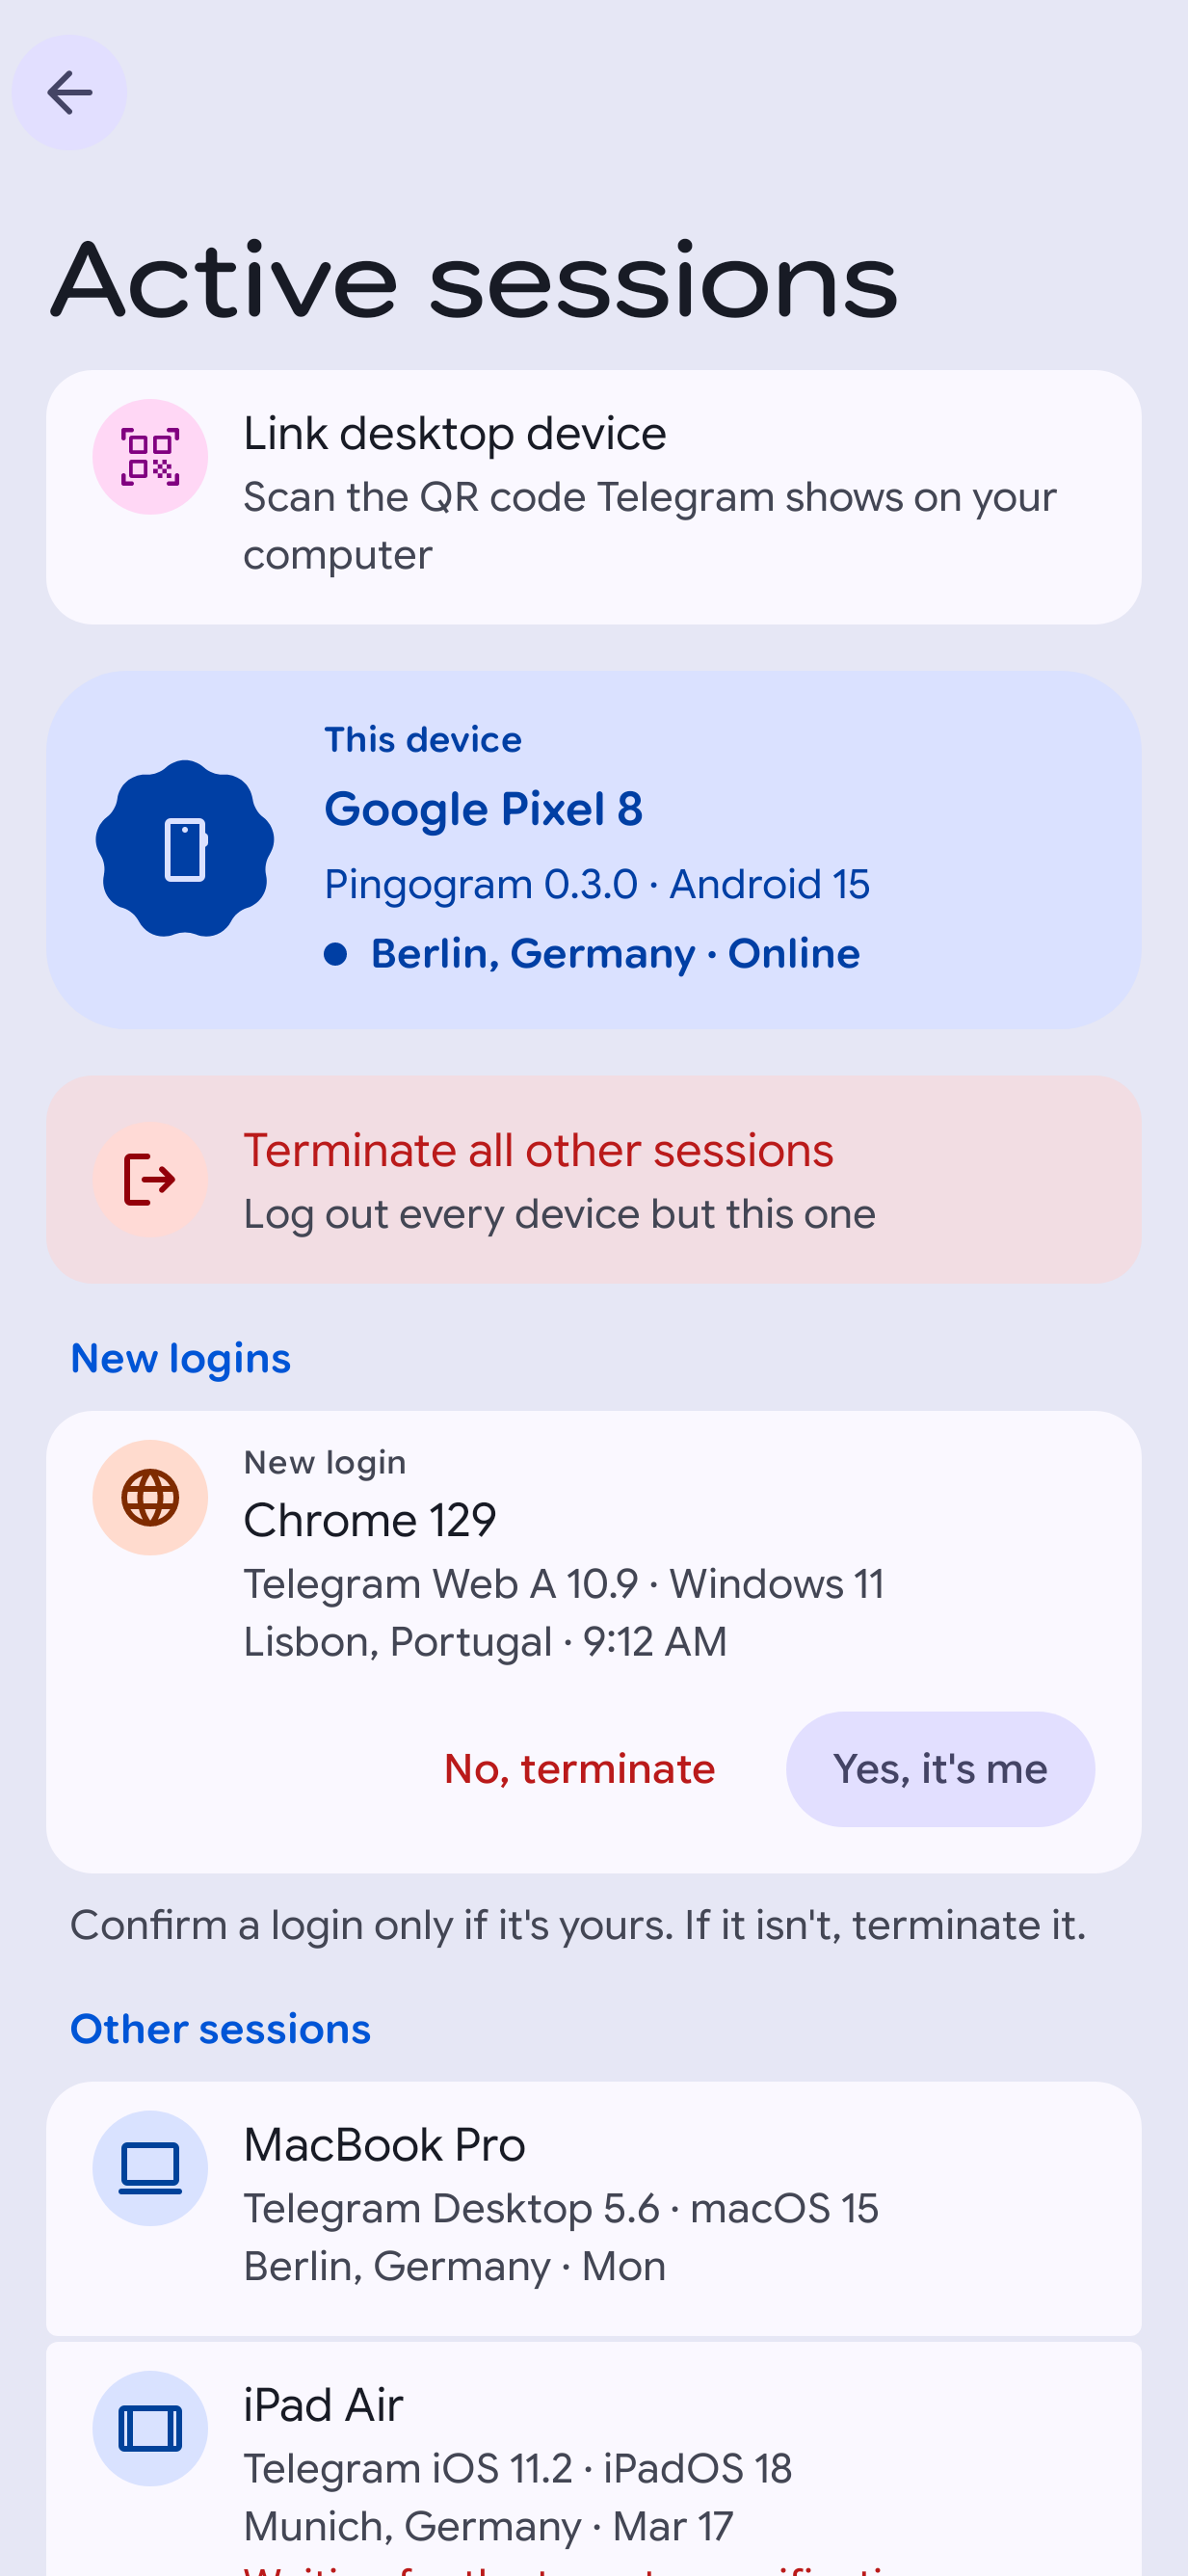 Active sessions
Link desktop device
Scan the QR code Telegram shows on your
computer
This device
Google Pixel 8
Pingogram 0.3.0 · Android 15
Berlin, Germany · Online
Terminate all other sessions
Log out every device but this one
New logins
New login
Chrome 129
Telegram Web A 10.9 · Windows 11
Lisbon, Portugal · 9:12 AM
No, terminate
Yes, it's me
Confirm a login only if it's yours. If it isn't, terminate it.
Other sessions
MacBook Pro
Telegram Desktop 5.6 · macOS 15
Berlin, Germany · Mon
iPad Air
Telegram iOS 11.2 · iPadOS 18
Munich, Germany · Mar 17